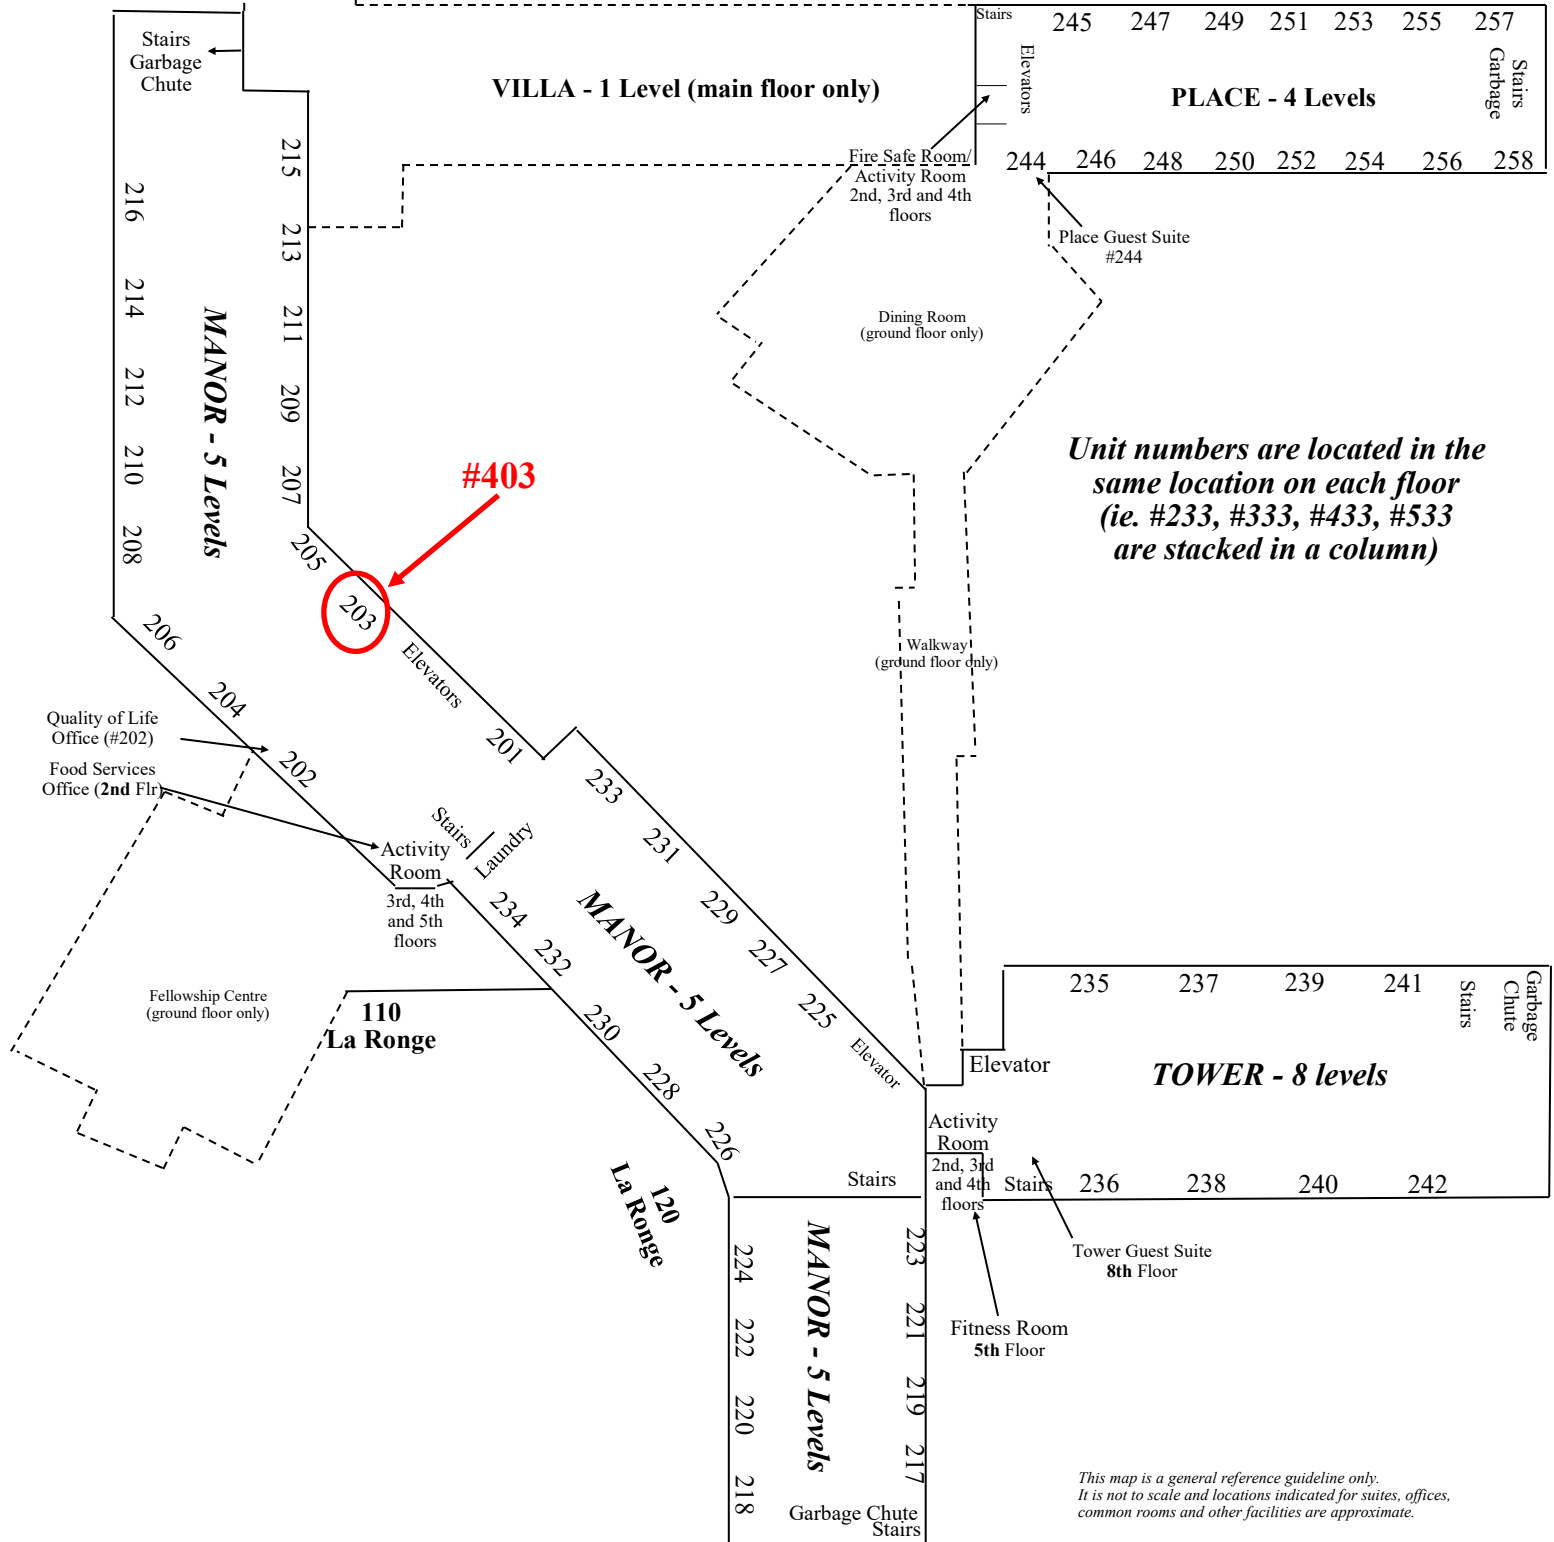 Stairs
Garbage
Chute
VILLA - 1 Level (main floor only)
Stairs
Elevators
245 247 249 251 253 255 257
Stairs
Garbage
PLACE - 4 Levels
244 246 248 250 252 254 256 258
Fire Safe Room/
Activity Room
2nd, 3rd and 4th
floors
Place Guest Suite
#244
Dining Room
(ground floor only)
Unit numbers are located in the
same location on each floor
(ie. #233, #333, #433, #533
are stacked in a column)
215
213
211
209
207
216
214
212
210
208
MANOR - 5 Levels
#403
205
203
Elevators
201
206
204
202
Quality of Life
Office (#202)
Food Services
Office (2nd Flr)
Walkway
(ground floor only)
Stairs
Laundry
Activity
Room
3rd, 4th
and 5th
floors
233
231
229
227
225
Elevator
234
232
230
228
226
MANOR - 5 Levels
Fellowship Centre
(ground floor only)
110
La Ronge
120
La Ronge
235 237 239 241
Stairs
Garbage
Chute
Elevator
TOWER - 8 levels
Activity
Room
2nd, 3rd
and 4th
floors
Stairs
Stairs
236 238 240 242
Tower Guest Suite
8th Floor
Fitness Room
5th Floor
224
222
220
218
MANOR - 5 Levels
223
221
219
217
Garbage Chute
Stairs
This map is a general reference guideline only.
It is not to scale and locations indicated for suites, offices,
common rooms and other facilities are approximate.